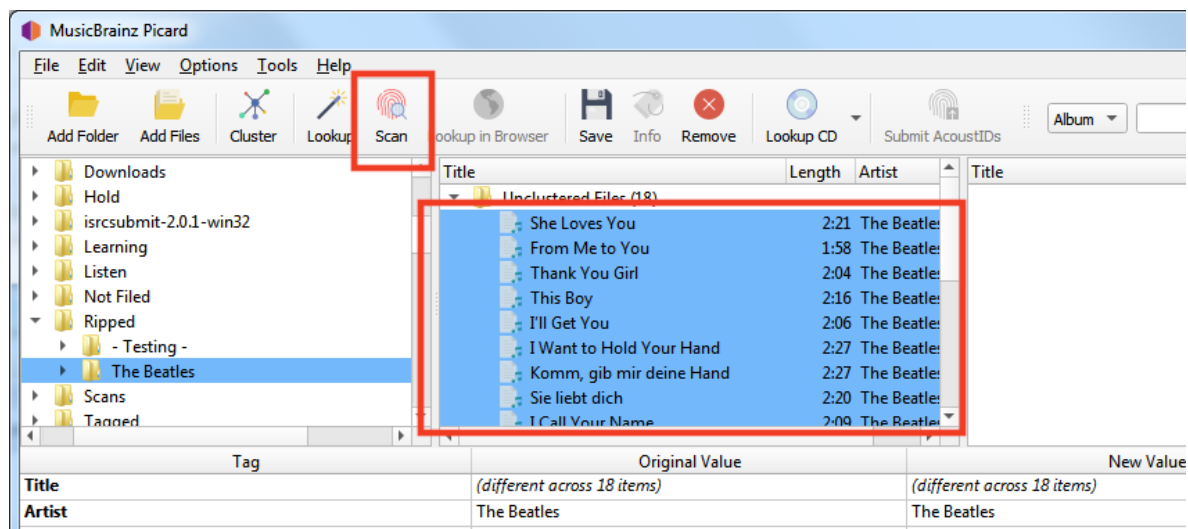 MusicBrainz Picard
File Edit View Options Tools Help
Add Folder Add Files Cluster Lookup Scan ookup in Browser Save Info Remove Lookup CD Submit AcoustIDs Album
Downloads
Hold
isrcsubmit-2.0.1-win32
Learning
Listen
Not Filed
Ripped
- Testing -
The Beatles
Scans
Tagged
Title Length Artist
Unclustered Files (18)
She Loves You 2:21 The Beatles
From Me to You 1:58 The Beatles
Thank You Girl 2:04 The Beatles
This Boy 2:16 The Beatles
I'll Get You 2:06 The Beatles
I Want to Hold Your Hand 2:27 The Beatles
Komm, gib mir deine Hand 2:27 The Beatles
Sie liebt dich 2:20 The Beatles
I Call Your Name 2:09 The Beatles
Title
Tag Original Value New Value
Title (different across 18 items) (different across 18 items)
Artist The Beatles The Beatles